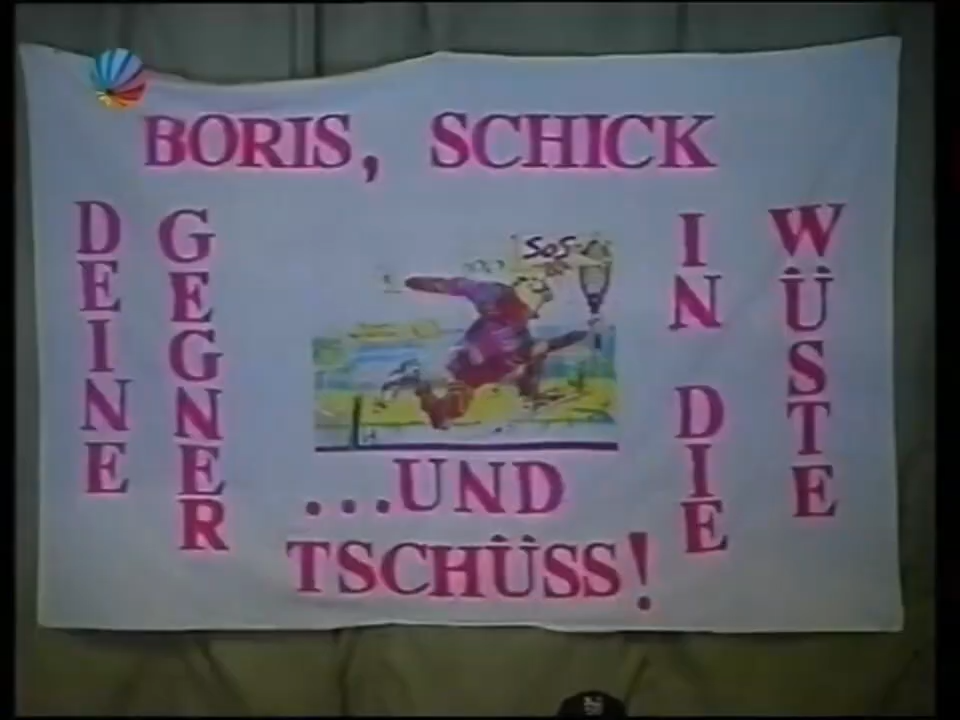 BORIS, SCHICK
DEINE
GEGNER
IN DIE
WÜSTE
...UND
TSCHÜSS!